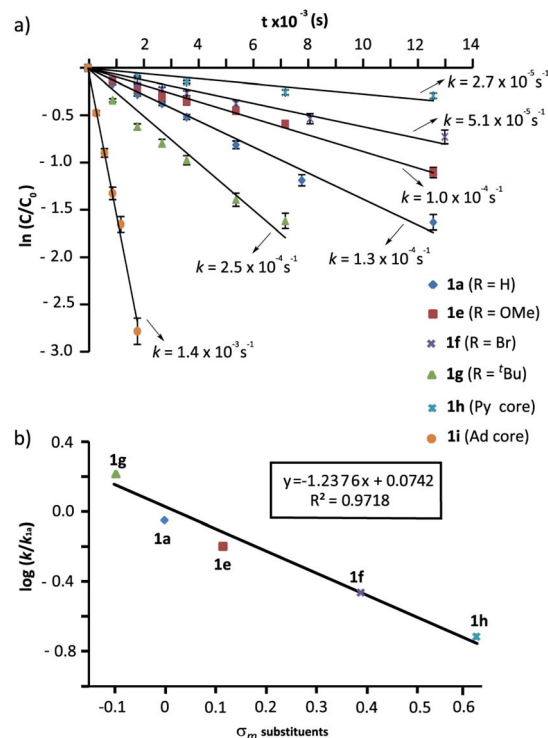 a)
t x10⁻³ (s)
2 4 6 8 10 12 14
- 0.5
- 1.0
- 1.5
- 2.0
- 2.5
- 3.0
ln (C/C₀)
k = 2.7 x 10⁻⁵ s⁻¹
k = 5.1 x 10⁻⁵ s⁻¹
k = 1.0 x 10⁻⁴ s⁻¹
k = 1.3 x 10⁻⁴ s⁻¹
k = 2.5 x 10⁻⁴ s⁻¹
k = 1.4 x 10⁻³ s⁻¹
1a (R = H)
1e (R = OMe)
1f (R = Br)
1g (R = ᵗBu)
1h (Py core)
1i (Ad core)
b)
0.4
0.0
- 0.4
- 0.8
log (k/k₁ₐ)
1g
1a
1e
1f
1h
y=-1.2376x + 0.0742
R² = 0.9718
-0.1 0 0.1 0.2 0.3 0.4 0.5 0.6
σₘ substituents